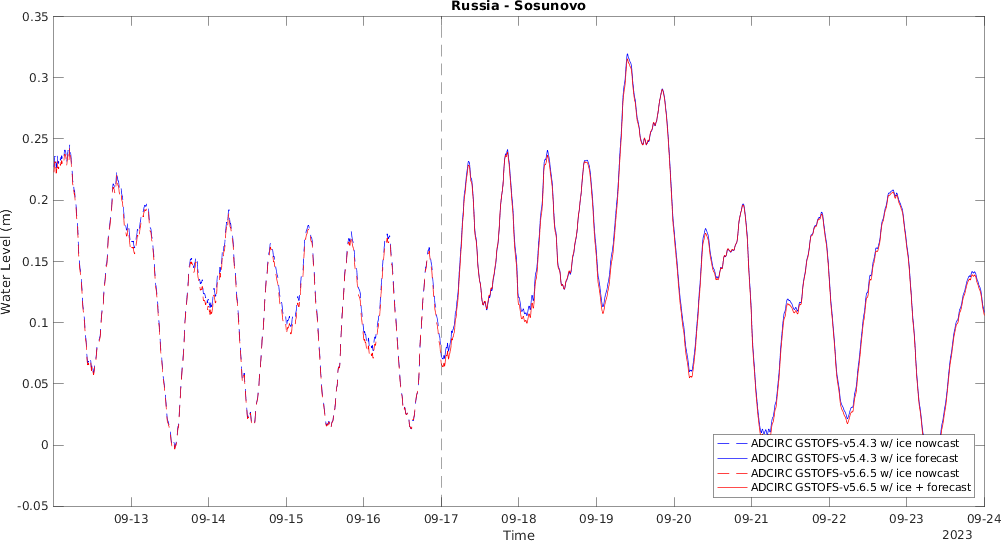 Russia - Sosunovo
0.35
0.3
0.25
0.2
0.15
0.1
0.05
0
-0.05
Water Level (m)
ADCIRC GSTOFS-v5.4.3 w/ ice nowcast
ADCIRC GSTOFS-v5.4.3 w/ ice forecast
ADCIRC GSTOFS-v5.6.5 w/ ice nowcast
ADCIRC GSTOFS-v5.6.5 w/ ice + forecast
09-13 09-14 09-15 09-16 09-17 09-18 09-19 09-20 09-21 09-22 09-23 09-24
Time 2023